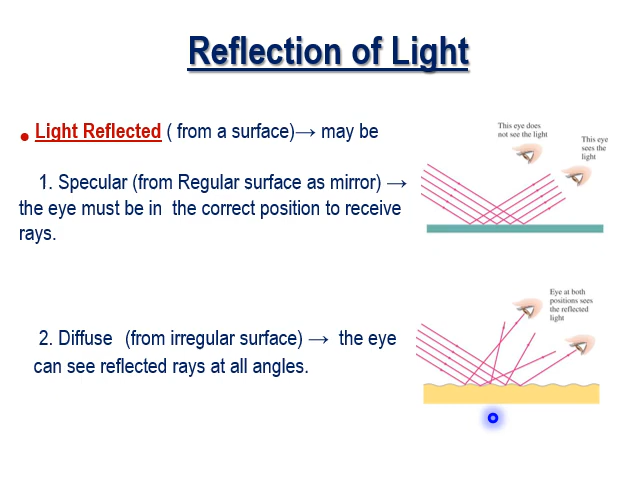 Reflection of Light
• Light Reflected ( from a surface)→ may be
1. Specular (from Regular surface as mirror) →
the eye must be in the correct position to receive
rays.
This eye does
not see the light
This eye
sees the
light
2. Diffuse (from irregular surface) → the eye
can see reflected rays at all angles.
Eye at both
positions sees
the reflected
light